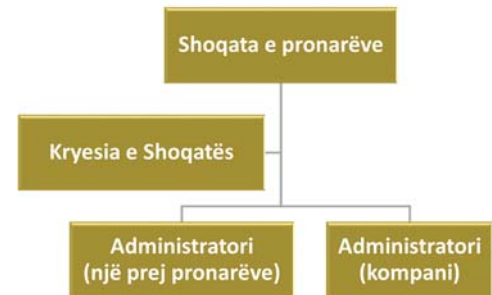 Shoqata e pronarëve
Kryesia e Shoqatës
Administratori
(një prej pronarëve)
Administratori
(kompani)